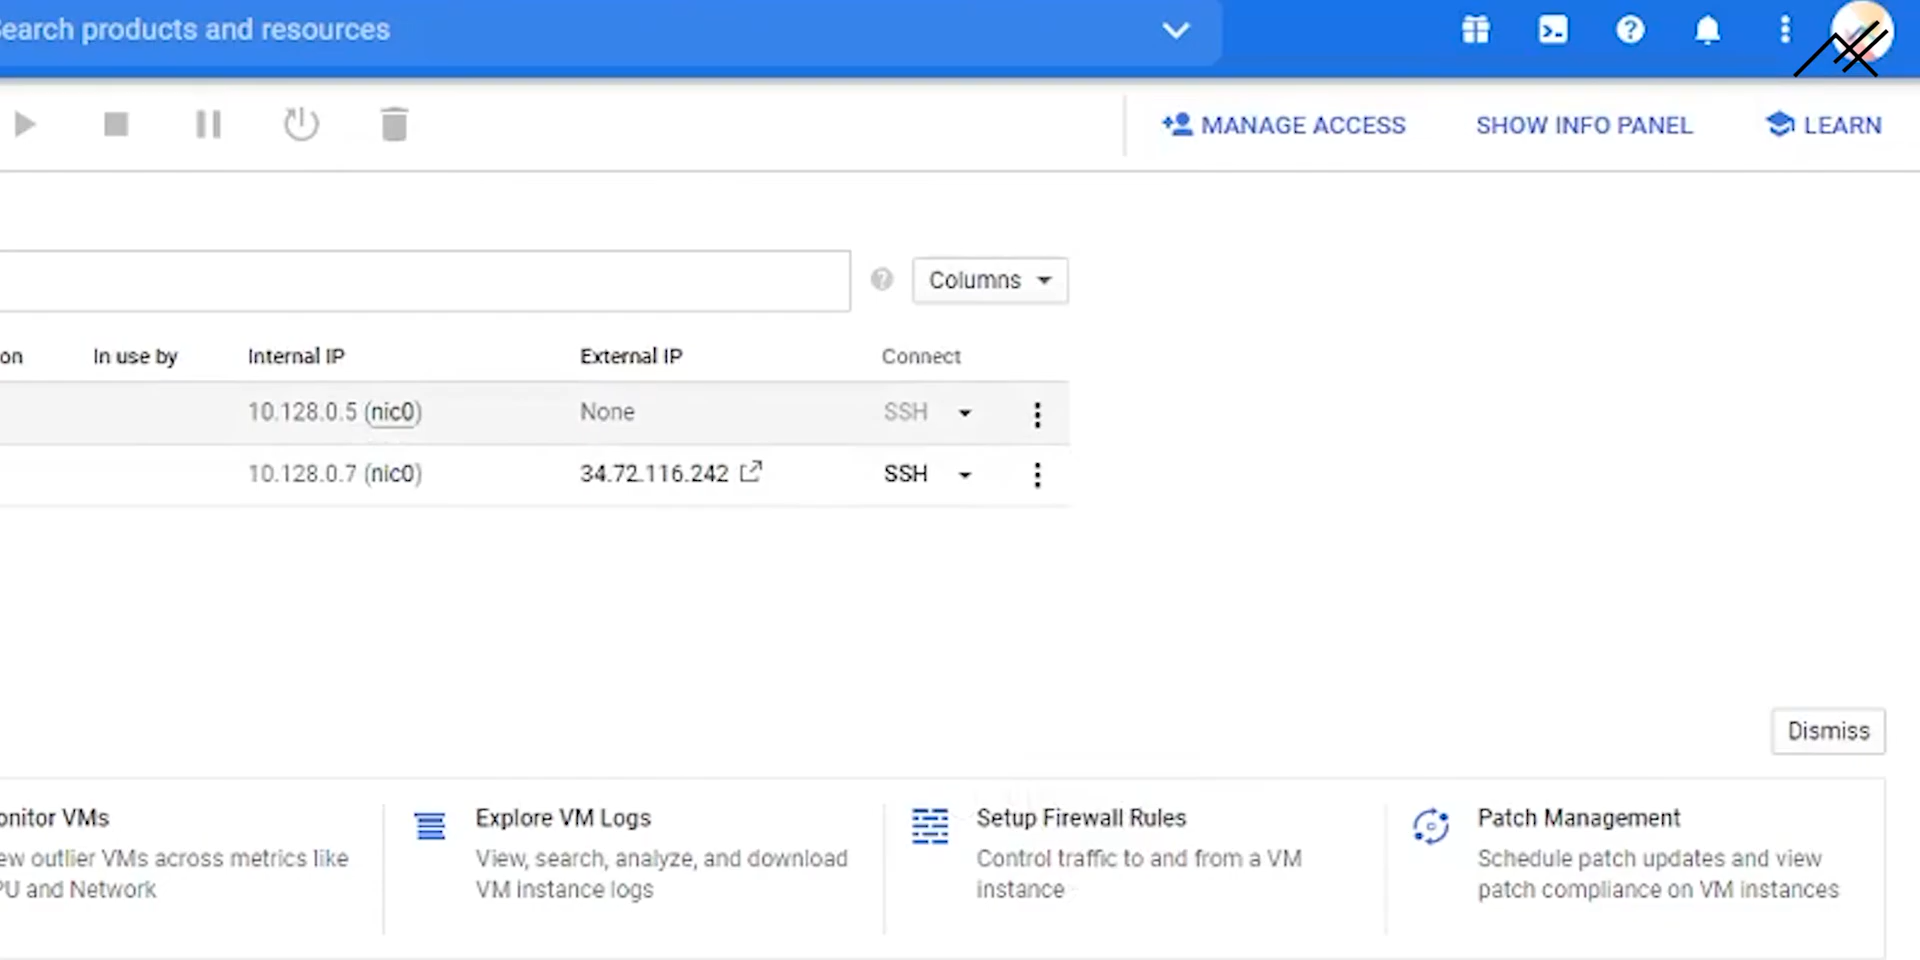 earch products and resources
MANAGE ACCESS
SHOW INFO PANEL
LEARN
Columns
on
In use by
Internal IP
External IP
Connect
10.128.0.5 (nic0)
None
SSH
10.128.0.7 (nic0)
34.72.116.242
SSH
Dismiss
onitor VMs
ew outlier VMs across metrics like
PU and Network
Explore VM Logs
View, search, analyze, and download
VM instance logs
Setup Firewall Rules
Control traffic to and from a VM
instance
Patch Management
Schedule patch updates and view
patch compliance on VM instances